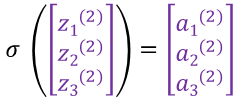 σ ([z₁⁽²⁾ z₂⁽²⁾ z₃⁽²⁾]) = [a₁⁽²⁾ a₂⁽²⁾ a₃⁽²⁾]